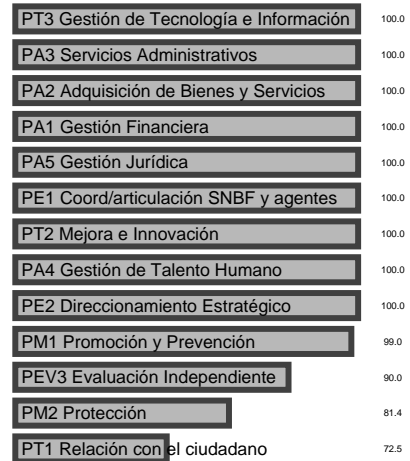 PT3 Gestión de Tecnología e Información 100.0
PA3 Servicios Administrativos 100.0
PA2 Adquisición de Bienes y Servicios 100.0
PA1 Gestión Financiera 100.0
PA5 Gestión Jurídica 100.0
PE1 Coord/articulación SNBF y agentes 100.0
PT2 Mejora e Innovación 100.0
PA4 Gestión de Talento Humano 100.0
PE2 Direccionamiento Estratégico 100.0
PM1 Promoción y Prevención 99.0
PEV3 Evaluación Independiente 90.0
PM2 Protección 81.4
PT1 Relación con el ciudadano 72.5